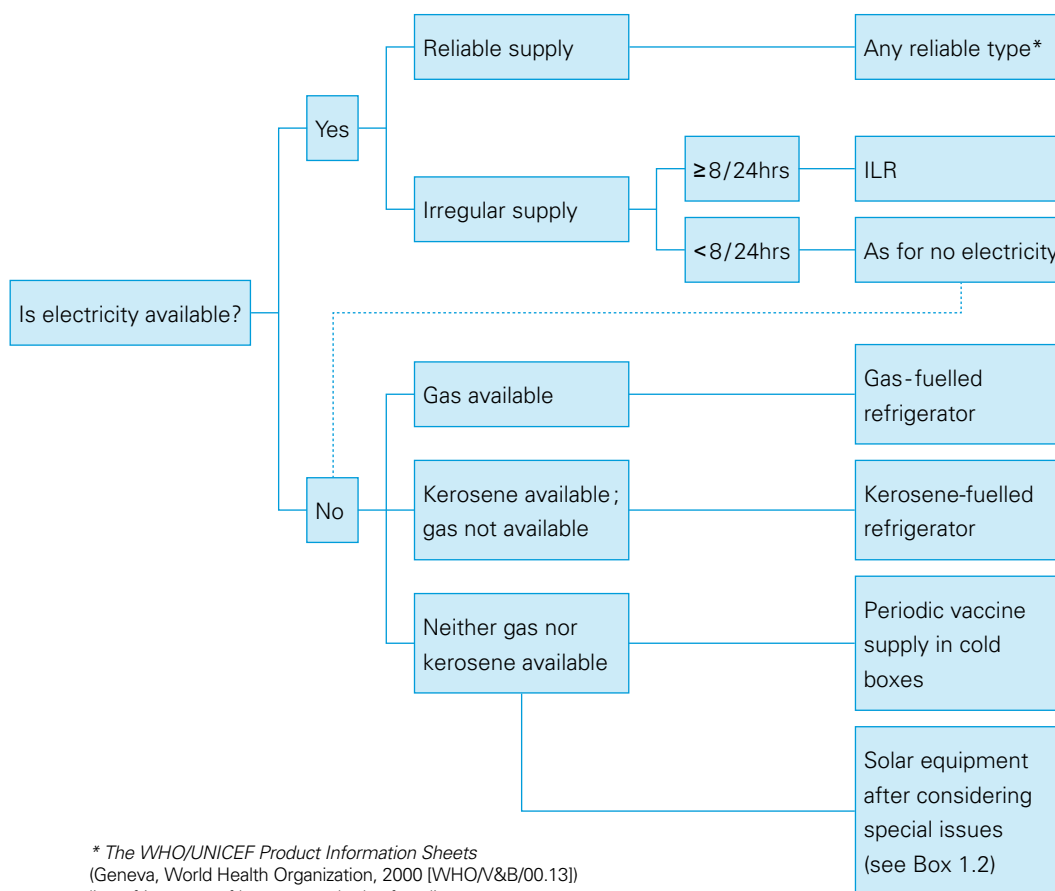 Reliable supply
Any reliable type*
Yes
≥8/24hrs
ILR
Irregular supply
<8/24hrs
As for no electricity
Is electricity available?
Gas available
Gas-fuelled
refrigerator
No
Kerosene available;
gas not available
Kerosene-fuelled
refrigerator
Neither gas nor
kerosene available
Periodic vaccine
supply in cold
boxes
Solar equipment
after considering
special issues
(see Box 1.2)
* The WHO/UNICEF Product Information Sheets
(Geneva, World Health Organization, 2000 [WHO/V&B/00.13])